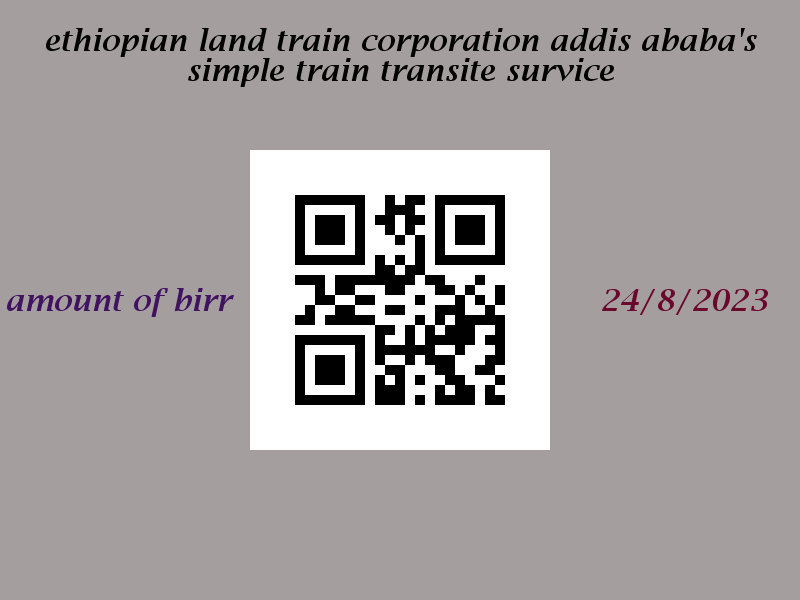 ethiopian land train corporation addis ababa's
simple train transite survice
amount of birr
24/8/2023